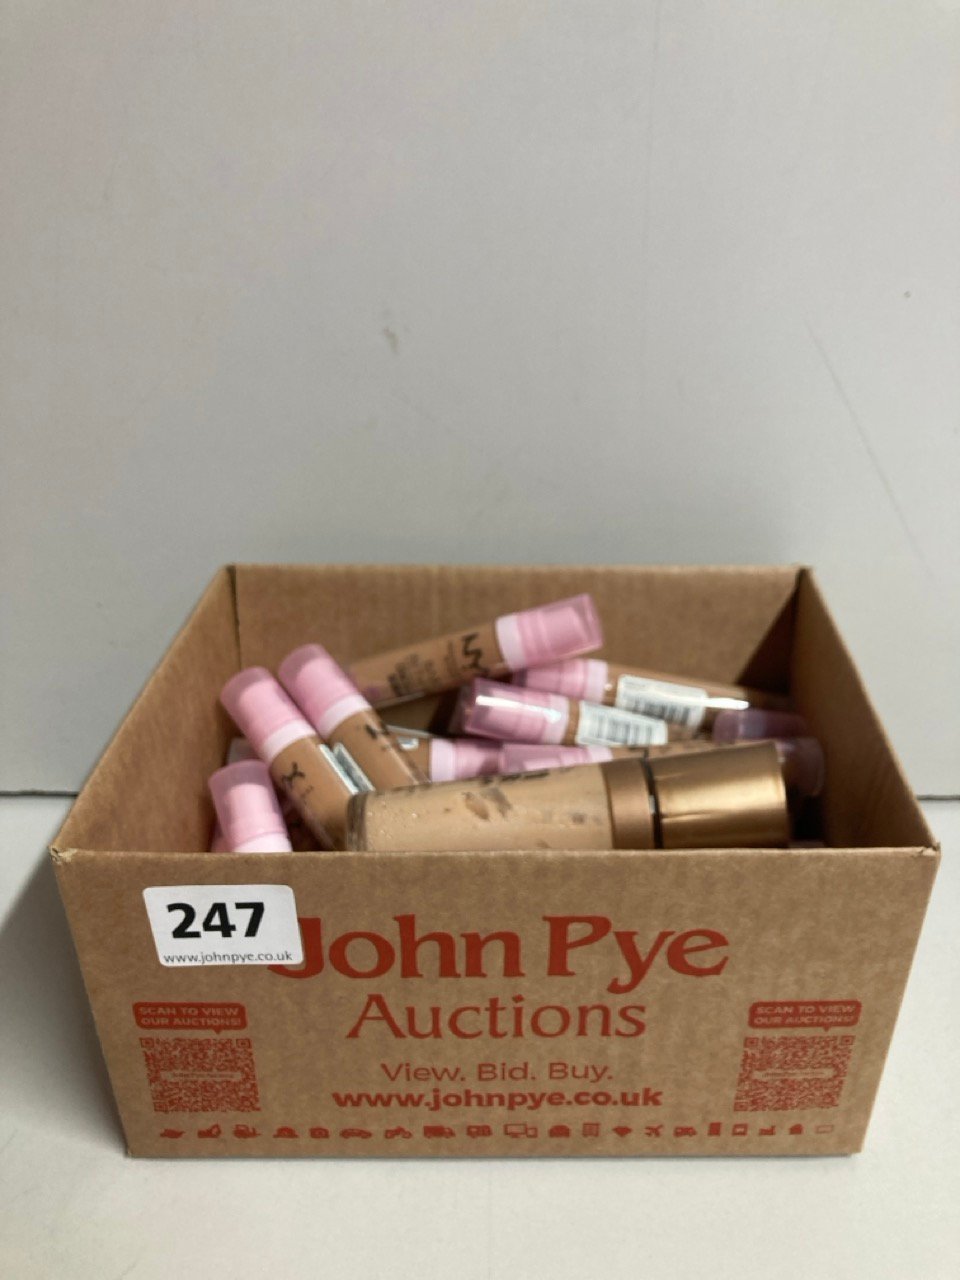 247
www.johnpye.co.uk
John Pye
Auctions
SCAN TO VIEW
OUR AUCTIONS!
SCAN TO VIEW
OUR AUCTIONS!
View. Bid. Buy.
www.johnpye.co.uk